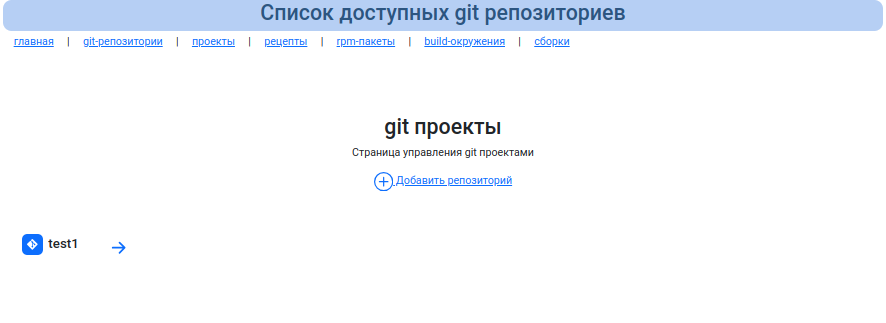 Список доступных git репозиториев
главная | git-репозитории | проекты | рецепты | rpm-пакеты | build-окружения | сборки
git проекты
Страница управления git проектами
Добавить репозиторий
test1